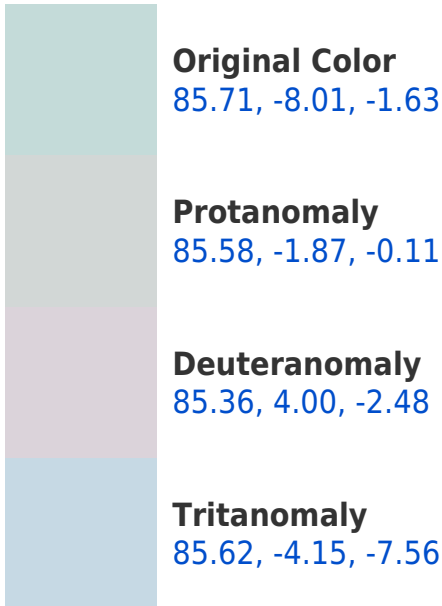 Original Color
85.71, -8.01, -1.63
Protanomaly
85.58, -1.87, -0.11
Deuteranomaly
85.36, 4.00, -2.48
Tritanomaly
85.62, -4.15, -7.56